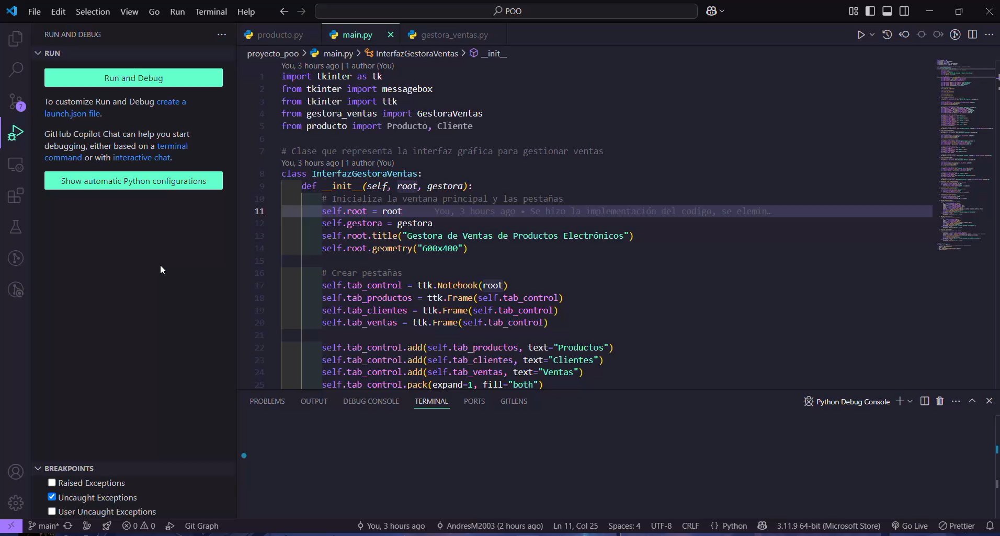 File Edit Selection View Go Run Terminal Help
POO
RUN AND DEBUG
RUN
Run and Debug
To customize Run and Debug create a
launch.json file.
GitHub Copilot Chat can help you start
debugging, either based on a terminal
command or with interactive chat.
Show automatic Python configurations
BREAKPOINTS
Raised Exceptions
Uncaught Exceptions
User Uncaught Exceptions
producto.py main.py gestora_ventas.py
proyecto_poo > main.py > InterfazGestoraVentas > __init__
You, 3 hours ago | 1 author (You)
1 import tkinter as tk
2 from tkinter import messagebox
3 from tkinter import ttk
4 from gestora_ventas import GestoraVentas
5 from producto import Producto, Cliente
6
7 # Clase que representa la interfaz gráfica para gestionar ventas
You, 3 hours ago | 1 author (You)
8 class InterfazGestoraVentas:
9 def __init__(self, root, gestora):
10 # Inicializa la ventana principal y las pestañas
11 self.root = root You, 3 hours ago • Se hizo la implementación del codigo, se elemin…
12 self.gestora = gestora
13 self.root.title("Gestora de Ventas de Productos Electrónicos")
14 self.root.geometry("600x400")
15
16 # Crear pestañas
17 self.tab_control = ttk.Notebook(root)
18 self.tab_productos = ttk.Frame(self.tab_control)
19 self.tab_clientes = ttk.Frame(self.tab_control)
20 self.tab_ventas = ttk.Frame(self.tab_control)
21
22 self.tab_control.add(self.tab_productos, text="Productos")
23 self.tab_control.add(self.tab_clientes, text="Clientes")
24 self.tab_control.add(self.tab_ventas, text="Ventas")
25 self.tab_control.pack(expand=1, fill="both")
PROBLEMS OUTPUT DEBUG CONSOLE TERMINAL PORTS GITLENS
Python Debug Console
7
main* 0 0 Git Graph You, 3 hours ago AndresM2003 (2 hours ago) Ln 11, Col 25 Spaces: 4 UTF-8 CRLF {} Python 3.11.9 64-bit (Microsoft Store) Go Live Prettier